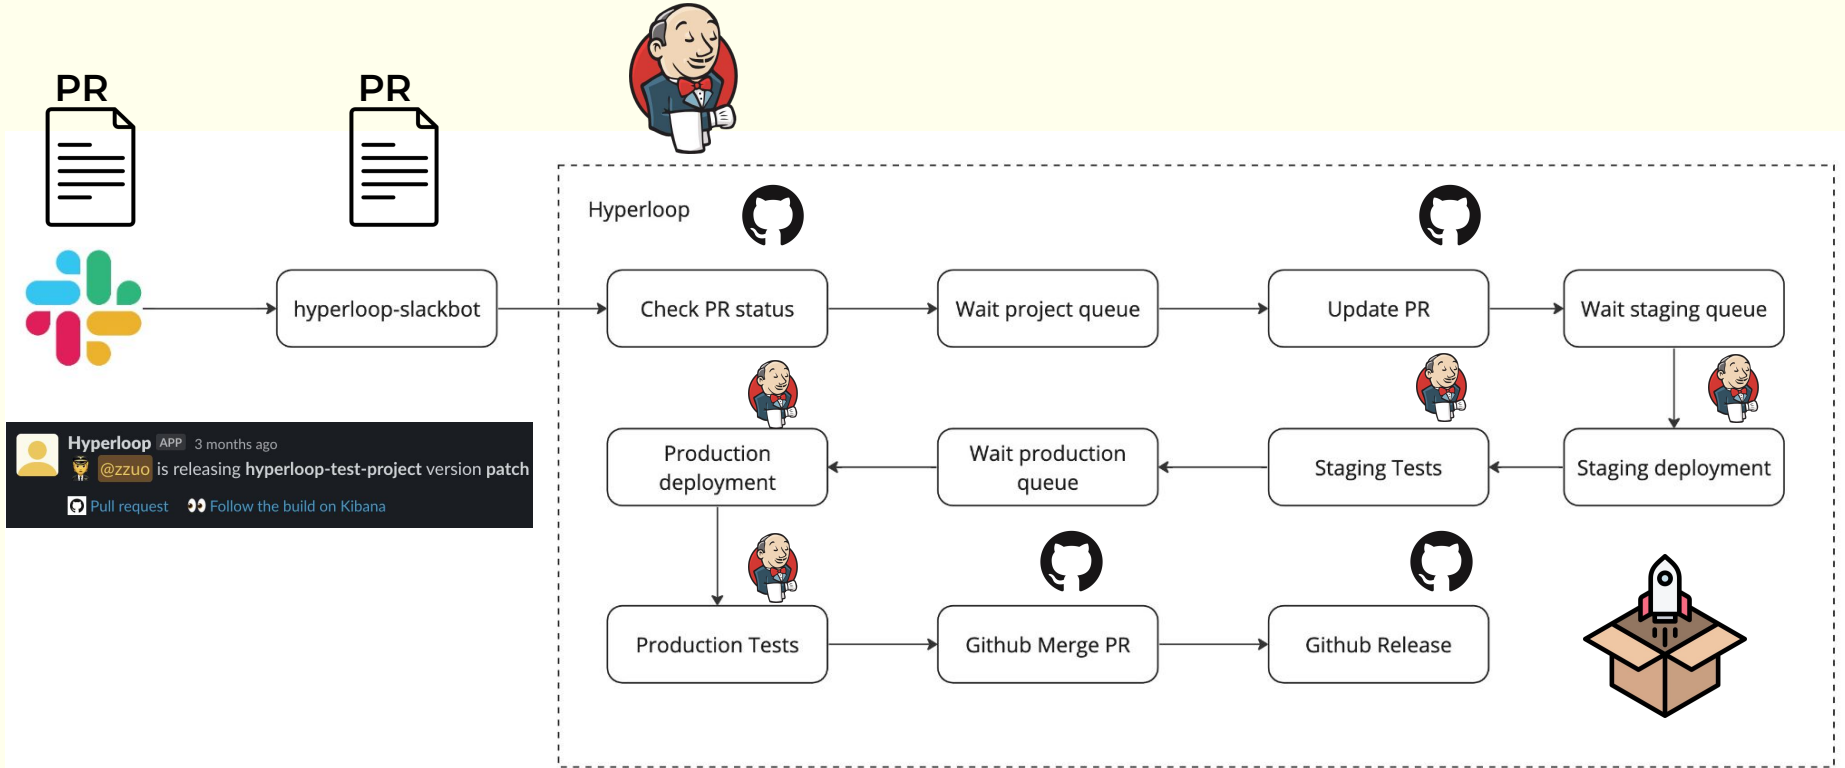 PR
PR
Hyperloop
hyperloop-slackbot
Check PR status
Wait project queue
Update PR
Wait staging queue
Hyperloop APP 3 months ago
@zzuo is releasing hyperloop-test-project version patch
Pull request Follow the build on Kibana
Production
deployment
Wait production
queue
Staging Tests
Staging deployment
Production Tests
Github Merge PR
Github Release